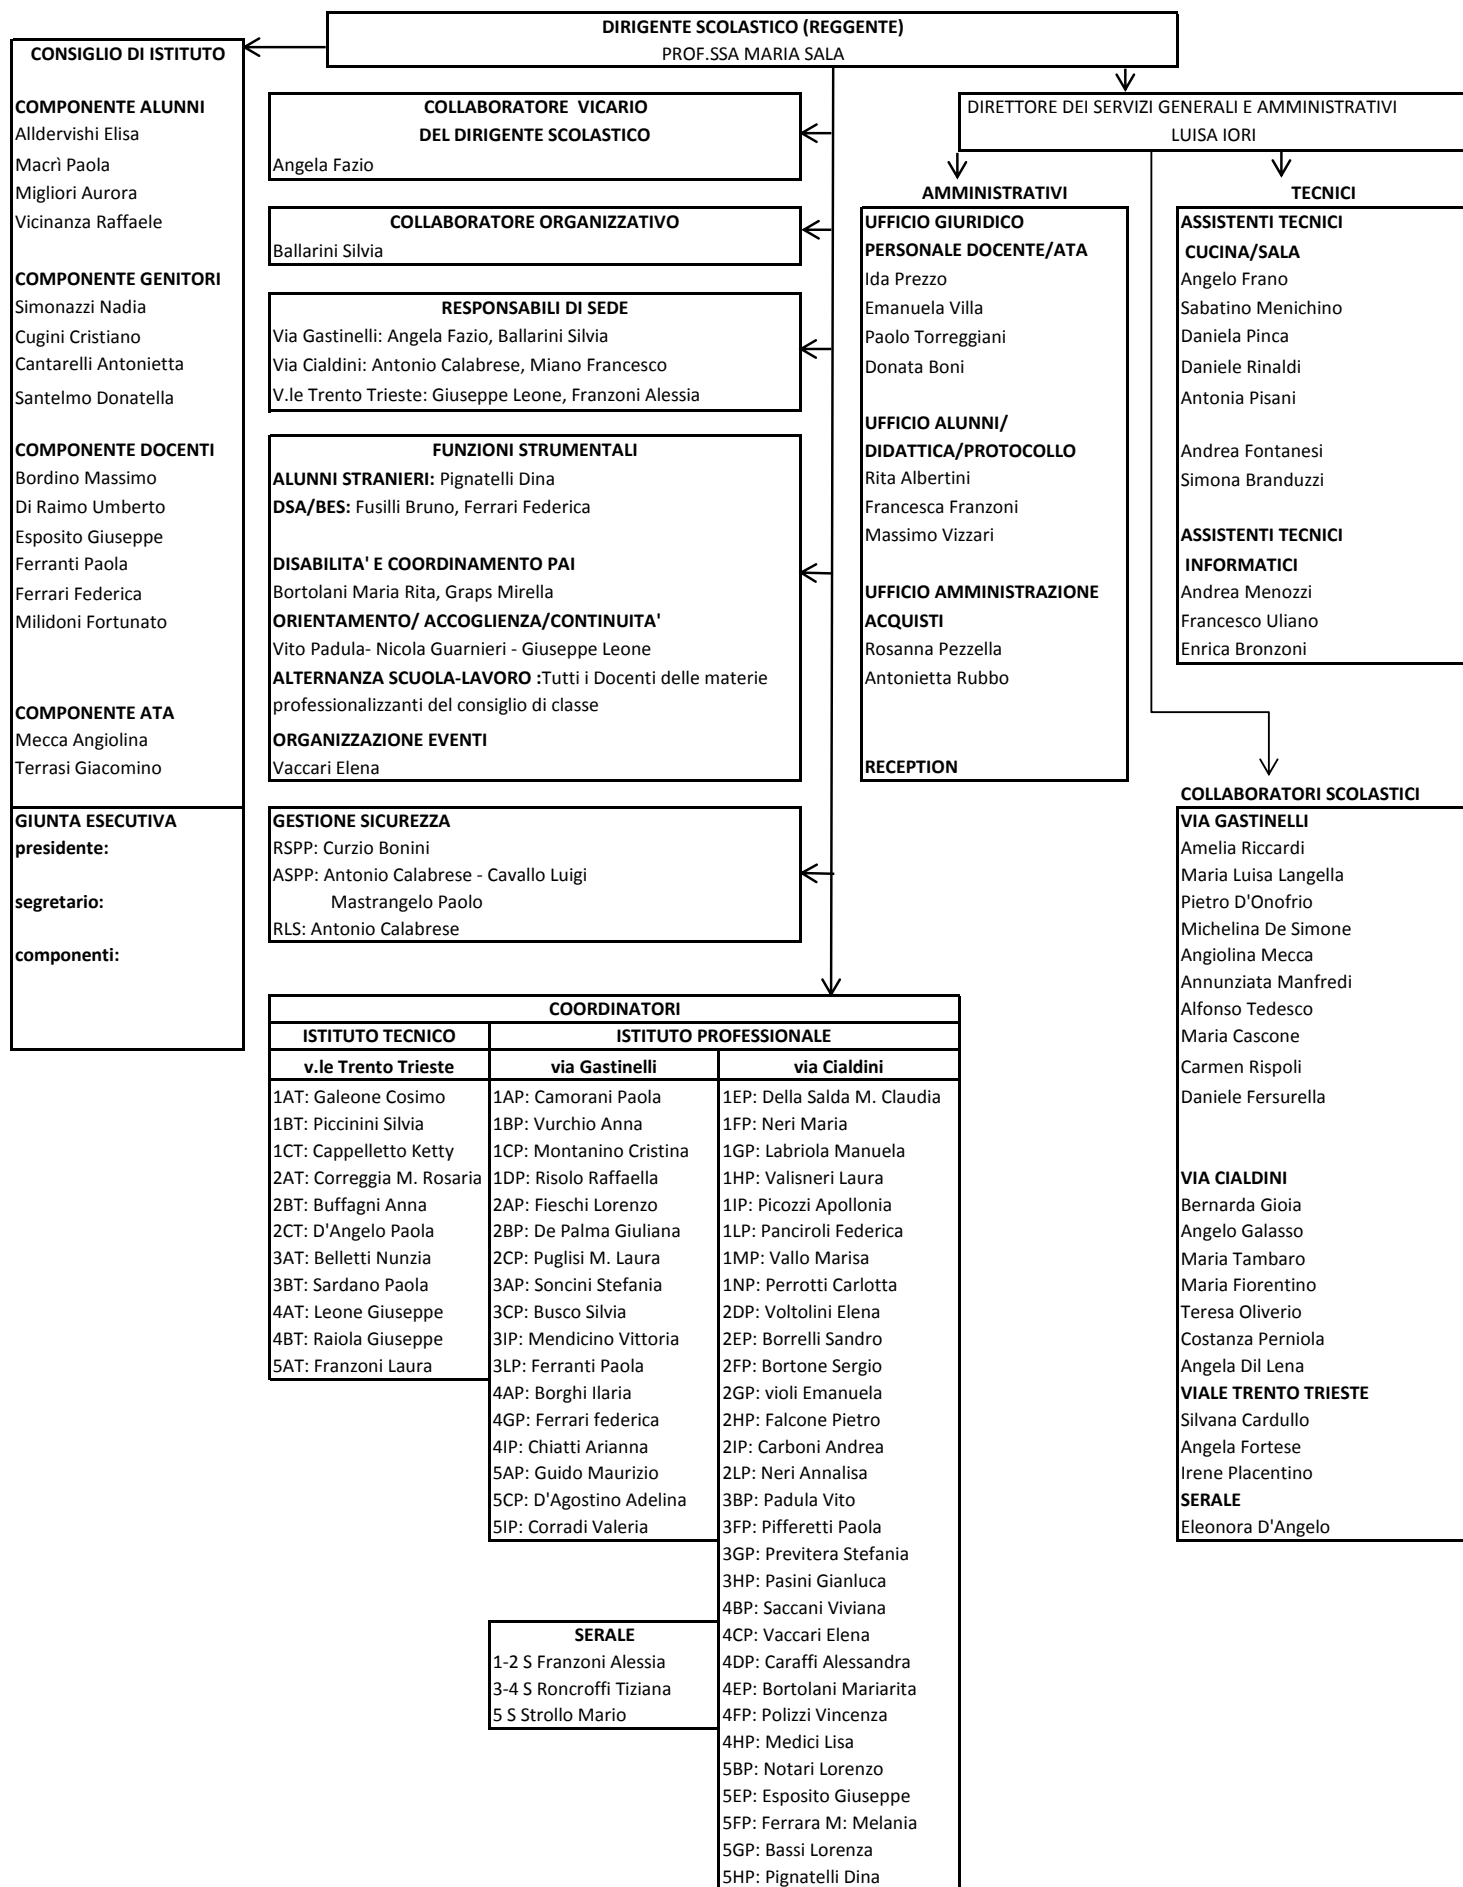 DIRIGENTE SCOLASTICO (REGGENTE)
PROF.SSA MARIA SALA
CONSIGLIO DI ISTITUTO
COMPONENTE ALUNNI
Alldervishi Elisa
Macrì Paola
Migliori Aurora
Vicinanza Raffaele
COMPONENTE GENITORI
Simonazzi Nadia
Cugini Cristiano
Cantarelli Antonietta
Santelmo Donatella
COMPONENTE DOCENTI
Bordino Massimo
Di Raimo Umberto
Esposito Giuseppe
Ferranti Paola
Ferrari Federica
Milidoni Fortunato
COMPONENTE ATA
Mecca Angiolina
Terrasi Giacomino
GIUNTA ESECUTIVA
presidente:
segretario:
componenti:
COLLABORATORE  VICARIO
DEL DIRIGENTE SCOLASTICO
Angela Fazio
COLLABORATORE ORGANIZZATIVO
Ballarini Silvia
RESPONSABILI DI SEDE
Via Gastinelli: Angela Fazio, Ballarini Silvia
Via Cialdini: Antonio Calabrese, Miano Francesco
V.le Trento Trieste: Giuseppe Leone, Franzoni Alessia
FUNZIONI STRUMENTALI
ALUNNI STRANIERI: Pignatelli Dina
DSA/BES: Fusilli Bruno, Ferrari Federica
DISABILITA' E COORDINAMENTO PAI
Bortolani Maria Rita, Graps Mirella
ORIENTAMENTO/ ACCOGLIENZA/CONTINUITA'
Vito Padula- Nicola Guarnieri - Giuseppe Leone
ALTERNANZA SCUOLA-LAVORO :Tutti i Docenti delle materie
professionalizzanti del consiglio di classe
ORGANIZZAZIONE EVENTI
Vaccari Elena
GESTIONE SICUREZZA
RSPP: Curzio Bonini
ASPP: Antonio Calabrese - Cavallo Luigi
Mastrangelo Paolo
RLS: Antonio Calabrese
DIRETTORE DEI SERVIZI GENERALI E AMMINISTRATIVI
LUISA IORI
AMMINISTRATIVI
UFFICIO GIURIDICO
PERSONALE DOCENTE/ATA
Ida Prezzo
Emanuela Villa
Paolo Torreggiani
Donata Boni
UFFICIO ALUNNI/
DIDATTICA/PROTOCOLLO
Rita Albertini
Francesca Franzoni
Massimo Vizzari
UFFICIO AMMINISTRAZIONE
ACQUISTI
Rosanna Pezzella
Antonietta Rubbo
RECEPTION
TECNICI
ASSISTENTI TECNICI
CUCINA/SALA
Angelo Frano
Sabatino Menichino
Daniela Pinca
Daniele Rinaldi
Antonia Pisani
Andrea Fontanesi
Simona Branduzzi
ASSISTENTI TECNICI
INFORMATICI
Andrea Menozzi
Francesco Uliano
Enrica Bronzoni
COLLABORATORI SCOLASTICI
VIA GASTINELLI
Amelia Riccardi
Maria Luisa Langella
Pietro D'Onofrio
Michelina De Simone
Angiolina Mecca
Annunziata Manfredi
Alfonso Tedesco
Maria Cascone
Carmen Rispoli
Daniele Fersurella
VIA CIALDINI
Bernarda Gioia
Angelo Galasso
Maria Tambaro
Maria Fiorentino
Teresa Oliverio
Costanza Perniola
Angela Dil Lena
VIALE TRENTO TRIESTE
Silvana Cardullo
Angela Fortese
Irene Placentino
SERALE
Eleonora D'Angelo
COORDINATORI
ISTITUTO TECNICO
v.le Trento Trieste
1AT: Galeone Cosimo
1BT: Piccinini Silvia
1CT: Cappelletto Ketty
2AT: Correggia M. Rosaria
2BT: Buffagni Anna
2CT: D'Angelo Paola
3AT: Belletti Nunzia
3BT: Sardano Paola
4AT: Leone Giuseppe
4BT: Raiola Giuseppe
5AT: Franzoni Laura
ISTITUTO PROFESSIONALE
via Gastinelli
1AP: Camorani Paola
1BP: Vurchio Anna
1CP: Montanino Cristina
1DP: Risolo Raffaella
2AP: Fieschi Lorenzo
2BP: De Palma Giuliana
2CP: Puglisi M. Laura
3AP: Soncini Stefania
3CP: Busco Silvia
3IP: Mendicino Vittoria
3LP: Ferranti Paola
4AP: Borghi Ilaria
4GP: Ferrari federica
4IP: Chiatti Arianna
5AP: Guido Maurizio
5CP: D'Agostino Adelina
5IP: Corradi Valeria
SERALE
1-2 S Franzoni Alessia
3-4 S Roncroffi Tiziana
5 S Strollo Mario
via Cialdini
1EP: Della Salda M. Claudia
1FP: Neri Maria
1GP: Labriola Manuela
1HP: Valisneri Laura
1IP: Picozzi Apollonia
1LP: Panciroli Federica
1MP: Vallo Marisa
1NP: Perrotti Carlotta
2DP: Voltolini Elena
2EP: Borrelli Sandro
2FP: Bortone Sergio
2GP: violi Emanuela
2HP: Falcone Pietro
2IP: Carboni Andrea
2LP: Neri Annalisa
3BP: Padula Vito
3FP: Pifferetti Paola
3GP: Previtera Stefania
3HP: Pasini Gianluca
4BP: Saccani Viviana
4CP: Vaccari Elena
4DP: Caraffi Alessandra
4EP: Bortolani Mariarita
4FP: Polizzi Vincenza
4HP: Medici Lisa
5BP: Notari Lorenzo
5EP: Esposito Giuseppe
5FP: Ferrara M: Melania
5GP: Bassi Lorenza
5HP: Pignatelli Dina